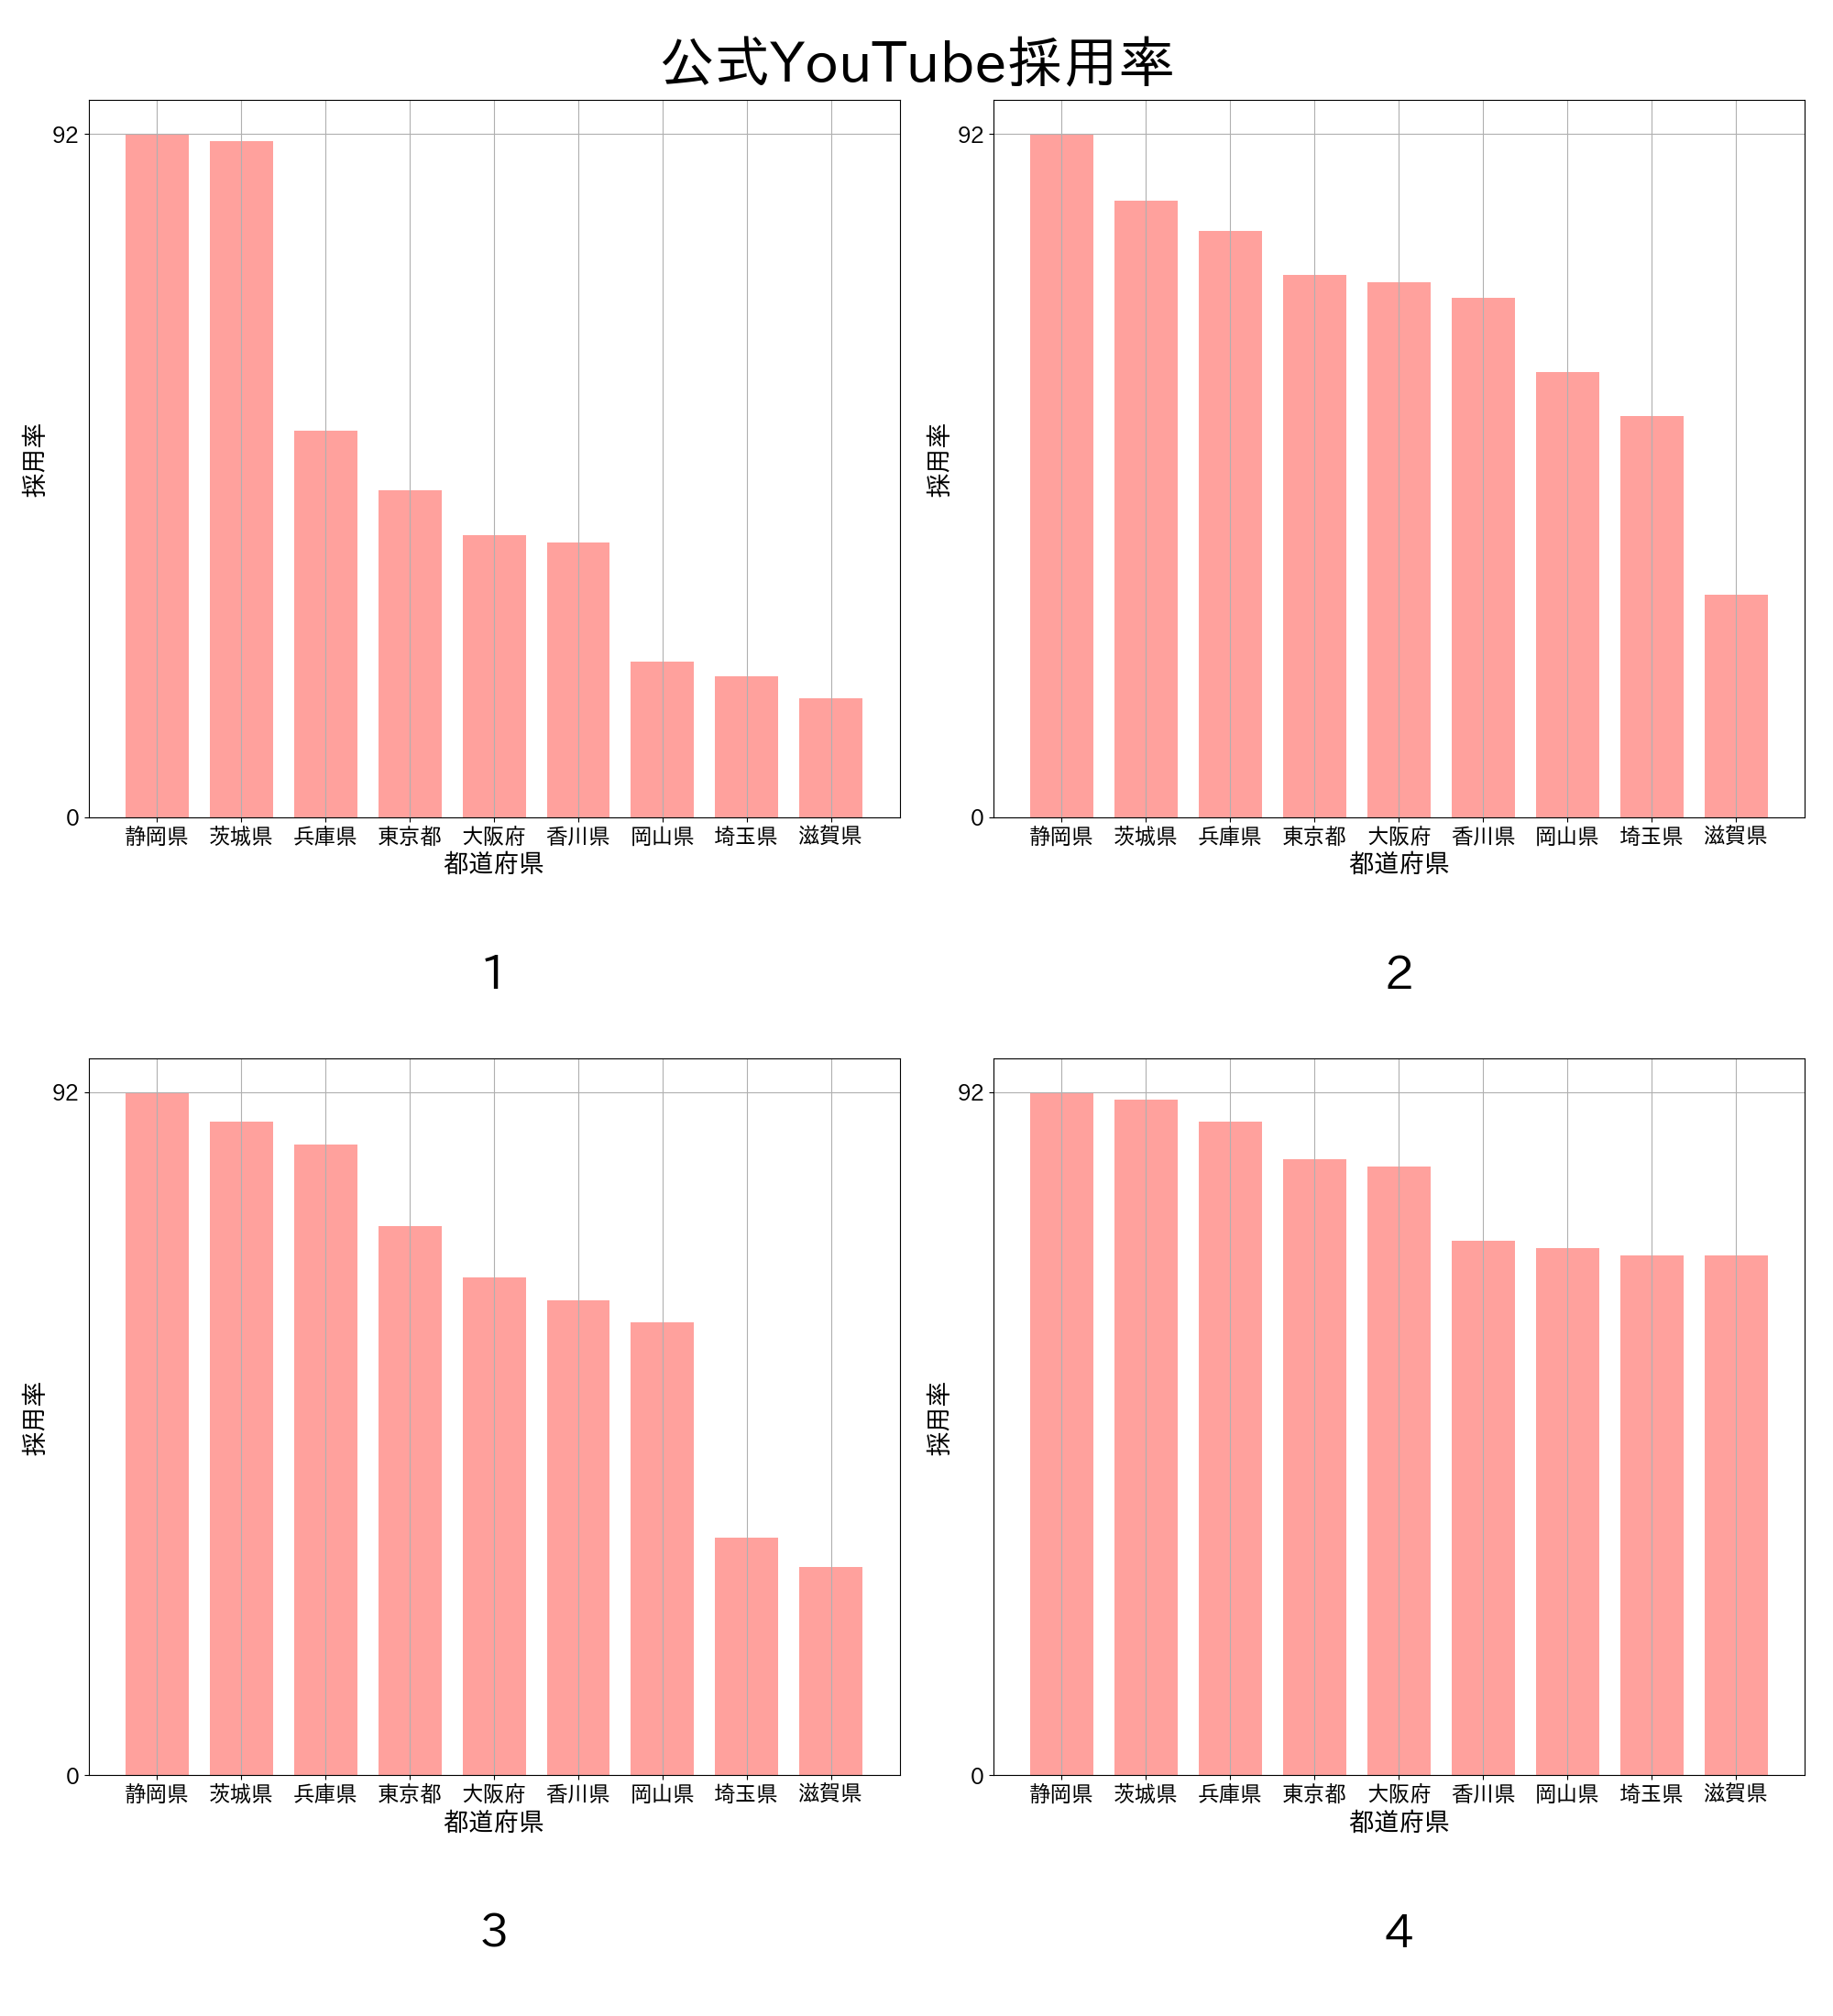 公式YouTube採用率
92
0
採用率
静岡県 茨城県 兵庫県 東京都 大阪府 香川県 岡山県 埼玉県 滋賀県
都道府県
1
92
0
採用率
静岡県 茨城県 兵庫県 東京都 大阪府 香川県 岡山県 埼玉県 滋賀県
都道府県
2
92
0
採用率
静岡県 茨城県 兵庫県 東京都 大阪府 香川県 岡山県 埼玉県 滋賀県
都道府県
3
92
0
採用率
静岡県 茨城県 兵庫県 東京都 大阪府 香川県 岡山県 埼玉県 滋賀県
都道府県
4